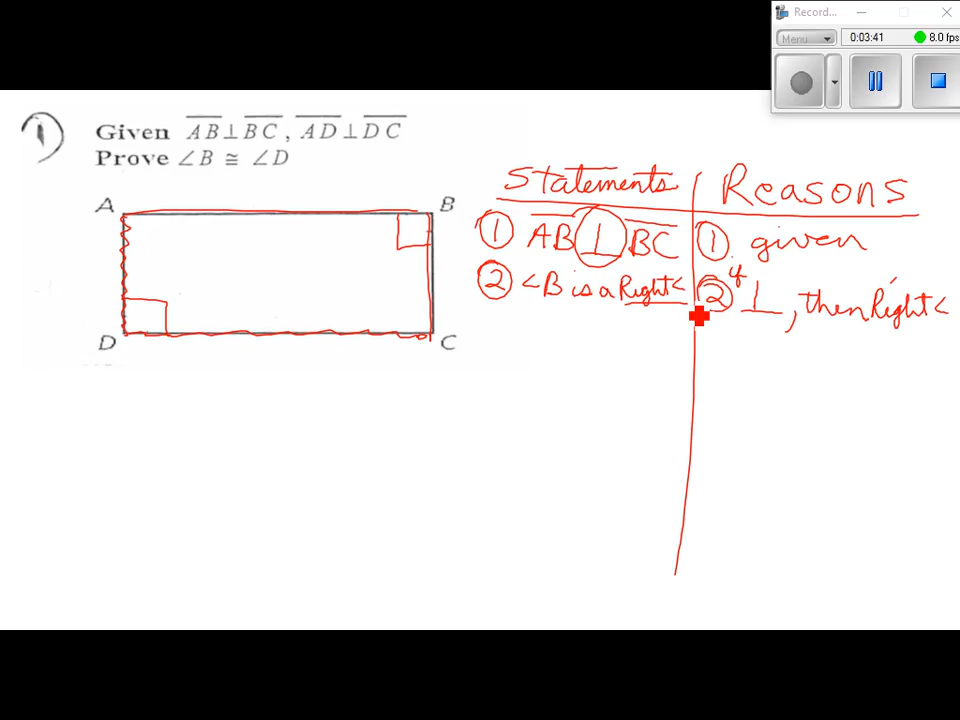 Record...
Menu
0:03:41
8.0 fps
1
Given AB ⊥ BC , AD ⊥ DC
Prove ∠B ≅ ∠D
A
B
D
C
Statements
Reasons
① AB ⊥ BC
① given
② <B is a Right<
② ⊥, then Right<